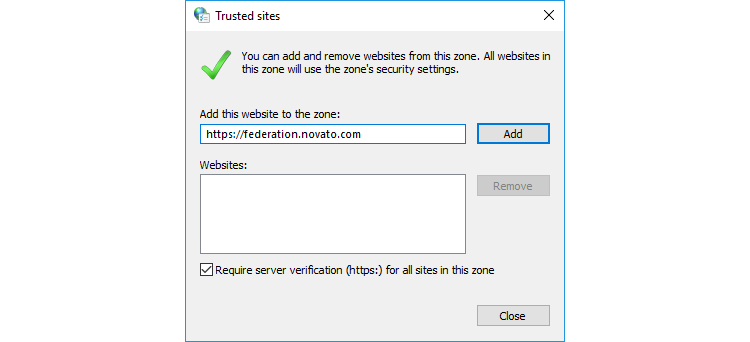 Trusted sites
You can add and remove websites from this zone. All websites in
this zone will use the zone's security settings.
Add this website to the zone:
https://federation.novato.com
Add
Websites:
Remove
Require server verification (https:) for all sites in this zone
Close